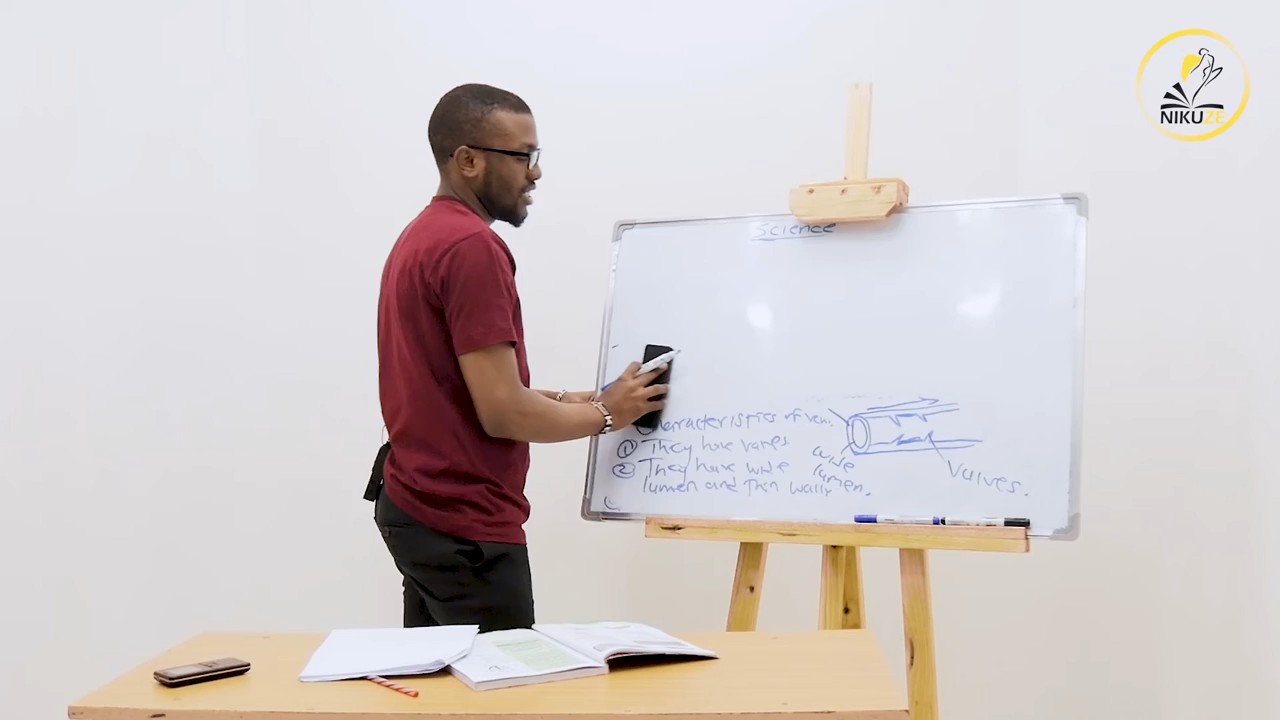 NIKUZE
Science
Characteristics of vein.
① They have valves
② They have wide
lumen and thin walls
wide
lumen.
Valves.